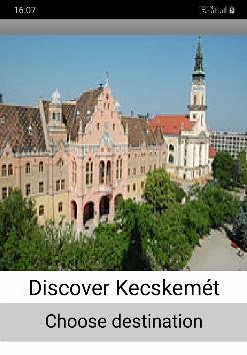 16:07
Discover Kecskemét
Choose destination